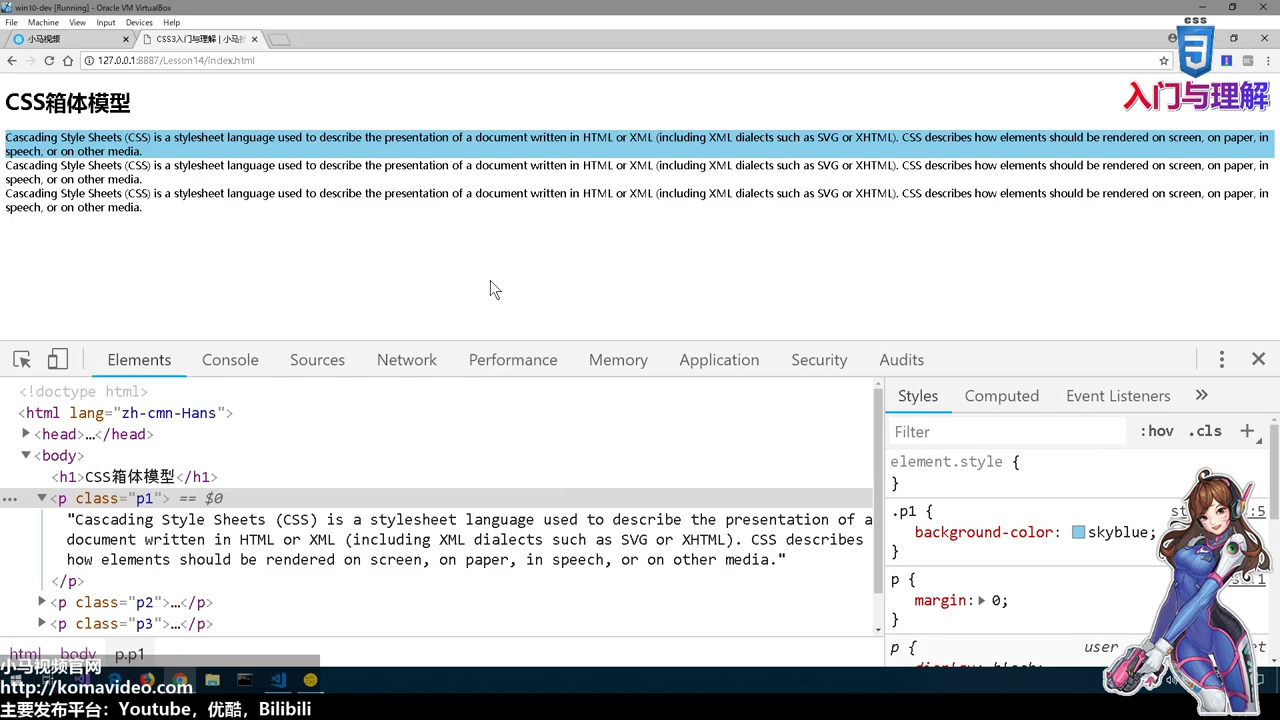 win10-dev [Running] - Oracle VM VirtualBox
File Machine View Input Devices Help
小马视频
CSS3入门与理解 | 小马
127.0.0.1:8887/Lesson14/index.html
CSS
3
入门与理解
CSS箱体模型
Cascading Style Sheets (CSS) is a stylesheet language used to describe the presentation of a document written in HTML or XML (including XML dialects such as SVG or XHTML). CSS describes how elements should be rendered on screen, on paper, in
speech, or on other media.
Cascading Style Sheets (CSS) is a stylesheet language used to describe the presentation of a document written in HTML or XML (including XML dialects such as SVG or XHTML). CSS describes how elements should be rendered on screen, on paper, in
speech, or on other media.
Cascading Style Sheets (CSS) is a stylesheet language used to describe the presentation of a document written in HTML or XML (including XML dialects such as SVG or XHTML). CSS describes how elements should be rendered on screen, on paper, in
speech, or on other media.
Elements Console Sources Network Performance Memory Application Security Audits
<!doctype html>
<html lang="zh-cmn-Hans">
<head>…</head>
<body>
<h1>CSS箱体模型</h1>
<p class="p1"> == $0
"Cascading Style Sheets (CSS) is a stylesheet language used to describe the presentation of a
document written in HTML or XML (including XML dialects such as SVG or XHTML). CSS describes
how elements should be rendered on screen, on paper, in speech, or on other media."
</p>
<p class="p2">…</p>
<p class="p3">…</p>
html body p.p1
Styles Computed Event Listeners »
Filter :hov .cls +
element.style {
}
.p1 { st :5
background-color: skyblue;
}
p { s:1
margin: 0;
}
p { user et
display: block;
小马视频官网
http://komavideo.com
主要发布平台：Youtube，优酷，Bilibili